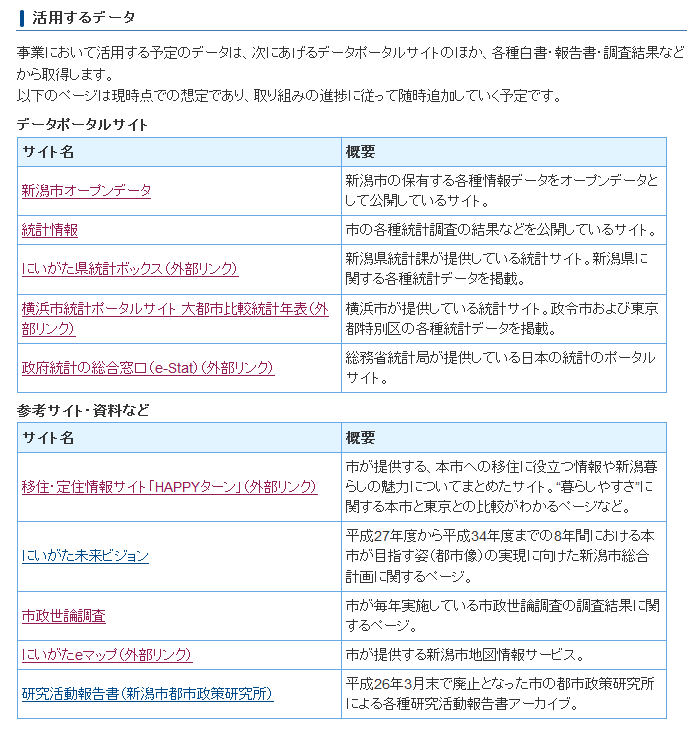 活用するデータ
事業において活用する予定のデータは、次にあげるデータポータルサイトのほか、各種白書・報告書・調査結果など
から取得します。
以下のページは現時点での想定であり、取り組みの進捗に従って随時追加していく予定です。
データポータルサイト
サイト名 概要
新潟市オープンデータ
新潟市の保有する各種情報データをオープンデータと
して公開しているサイト。
統計情報
市の各種統計調査の結果などを公開しているサイト。
にいがた県統計ボックス（外部リンク）
新潟県統計課が提供している統計サイト。新潟県に
関する各種統計データを掲載。
横浜市統計ポータルサイト 大都市比較統計年表（外
部リンク）
横浜市が提供している統計サイト。政令市および東京
都特別区の各種統計データを掲載。
政府統計の総合窓口（e-Stat）（外部リンク）
総務省統計局が提供している日本の統計のポータル
サイト。
参考サイト・資料など
サイト名 概要
移住・定住情報サイト「HAPPYターン」（外部リンク）
市が提供する、本市への移住に役立つ情報や新潟暮
らしの魅力についてまとめたサイト。“暮らしやすさ”に
関する本市と東京との比較がわかるページなど。
にいがた未来ビジョン
平成27年度から平成34年度までの8年間における本
市が目指す姿（都市像）の実現に向けた新潟市総合
計画に関するページ。
市政世論調査
市が毎年実施している市政世論調査の調査結果に関
するページ。
にいがたeマップ（外部リンク）
市が提供する新潟市地図情報サービス。
研究活動報告書（新潟市都市政策研究所）
平成26年3月末で廃止となった市の都市政策研究所
による各種研究活動報告書アーカイブ。